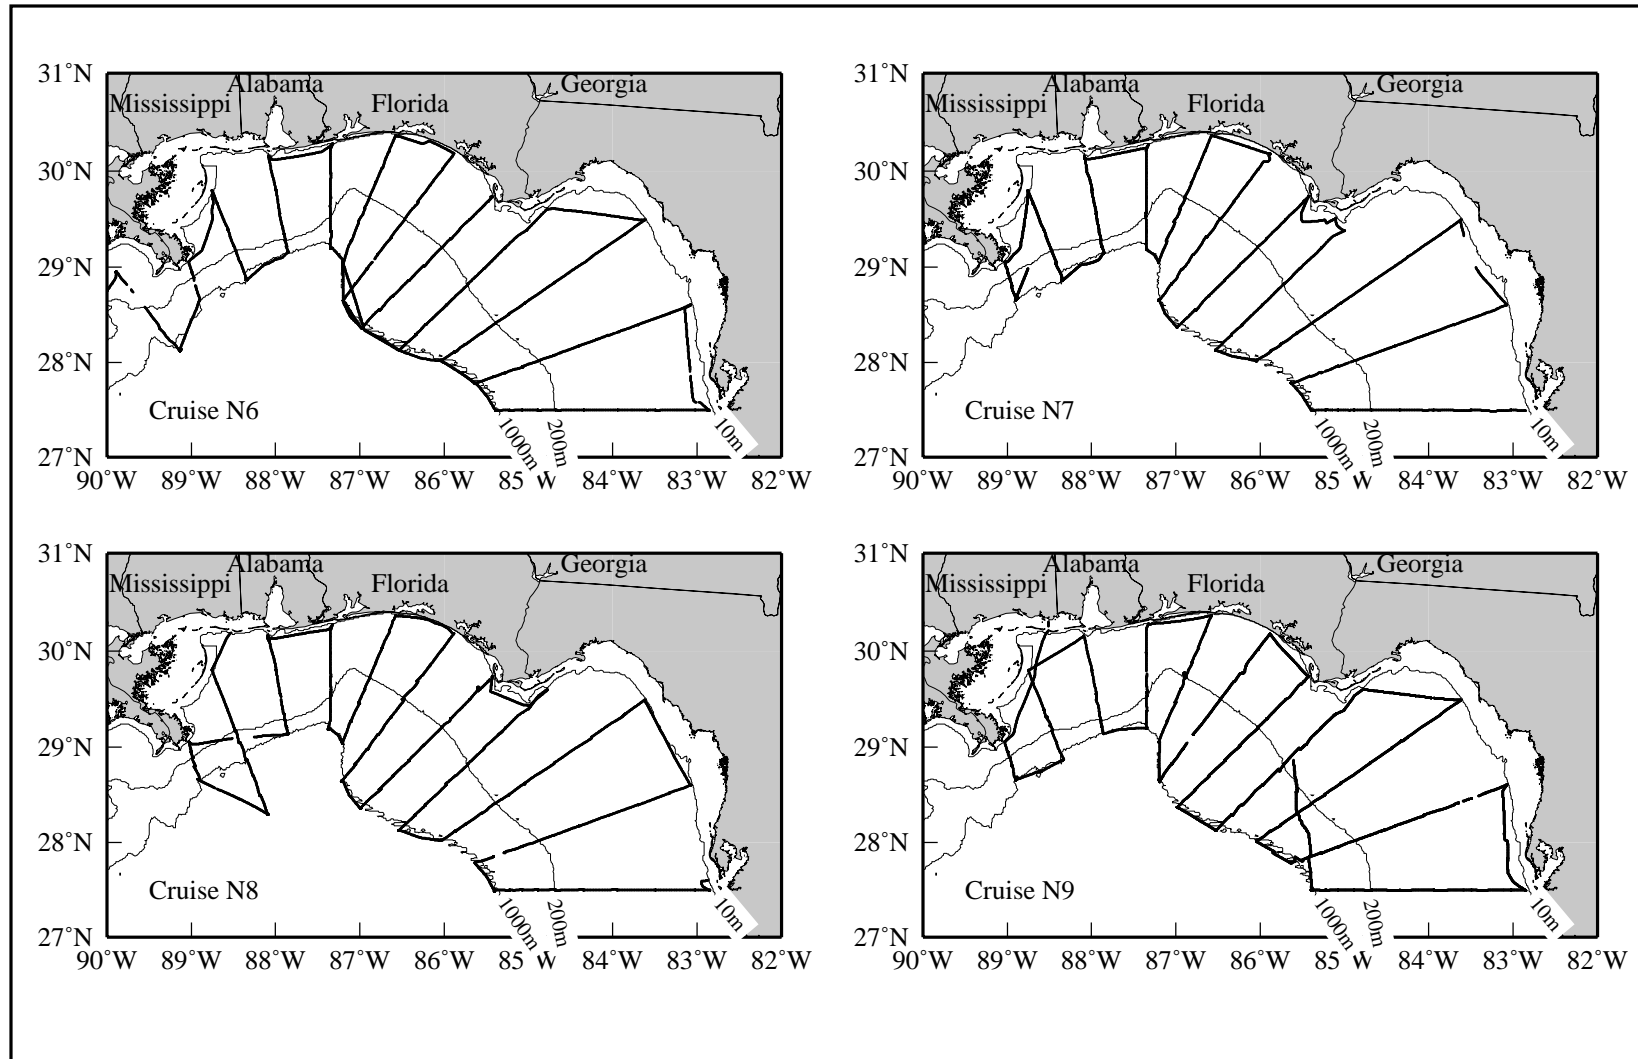 31˚N
30˚N
29˚N
28˚N
27˚N
90˚W 89˚W 88˚W 87˚W 86˚W 85˚W 84˚W 83˚W 82˚W
Mississippi
Alabama
Florida
Georgia
Cruise N6
1000m
200m
10m
31˚N
30˚N
29˚N
28˚N
27˚N
90˚W 89˚W 88˚W 87˚W 86˚W 85˚W 84˚W 83˚W 82˚W
Mississippi
Alabama
Florida
Georgia
Cruise N7
1000m
200m
10m
31˚N
30˚N
29˚N
28˚N
27˚N
90˚W 89˚W 88˚W 87˚W 86˚W 85˚W 84˚W 83˚W 82˚W
Mississippi
Alabama
Florida
Georgia
Cruise N8
1000m
200m
10m
31˚N
30˚N
29˚N
28˚N
27˚N
90˚W 89˚W 88˚W 87˚W 86˚W 85˚W 84˚W 83˚W 82˚W
Mississippi
Alabama
Florida
Georgia
Cruise N9
1000m
200m
10m